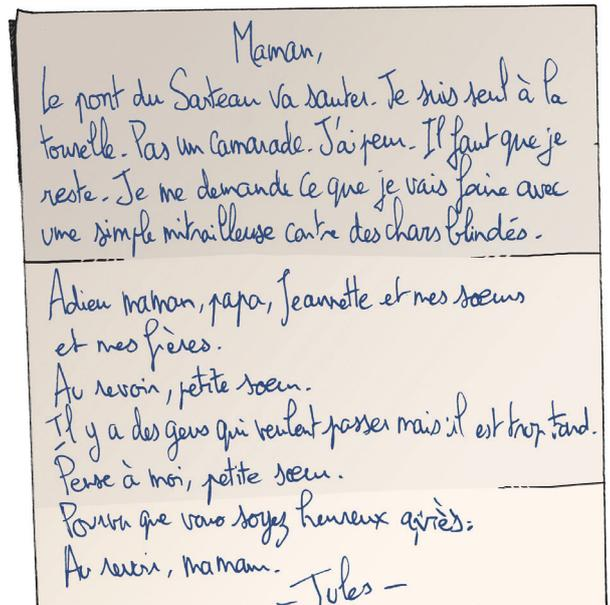 Maman,
Le pont du Sarteau va sauter. Je suis seul à la
tourelle. Pas un camarade. J'ai peur. Il faut que je
reste. Je me demande ce que je vais faire avec
une simple mitrailleuse contre des chars blindés.
Adieu maman, papa, Jeannette et mes sœurs
et mes frères.
Au revoir, petite sœur.
Il y a des gens qui veulent passer mais il est trop tard.
Pense à moi, petite sœur.
Pourvu que vous soyez heureux après.
Au revoir, maman.
- Jules -